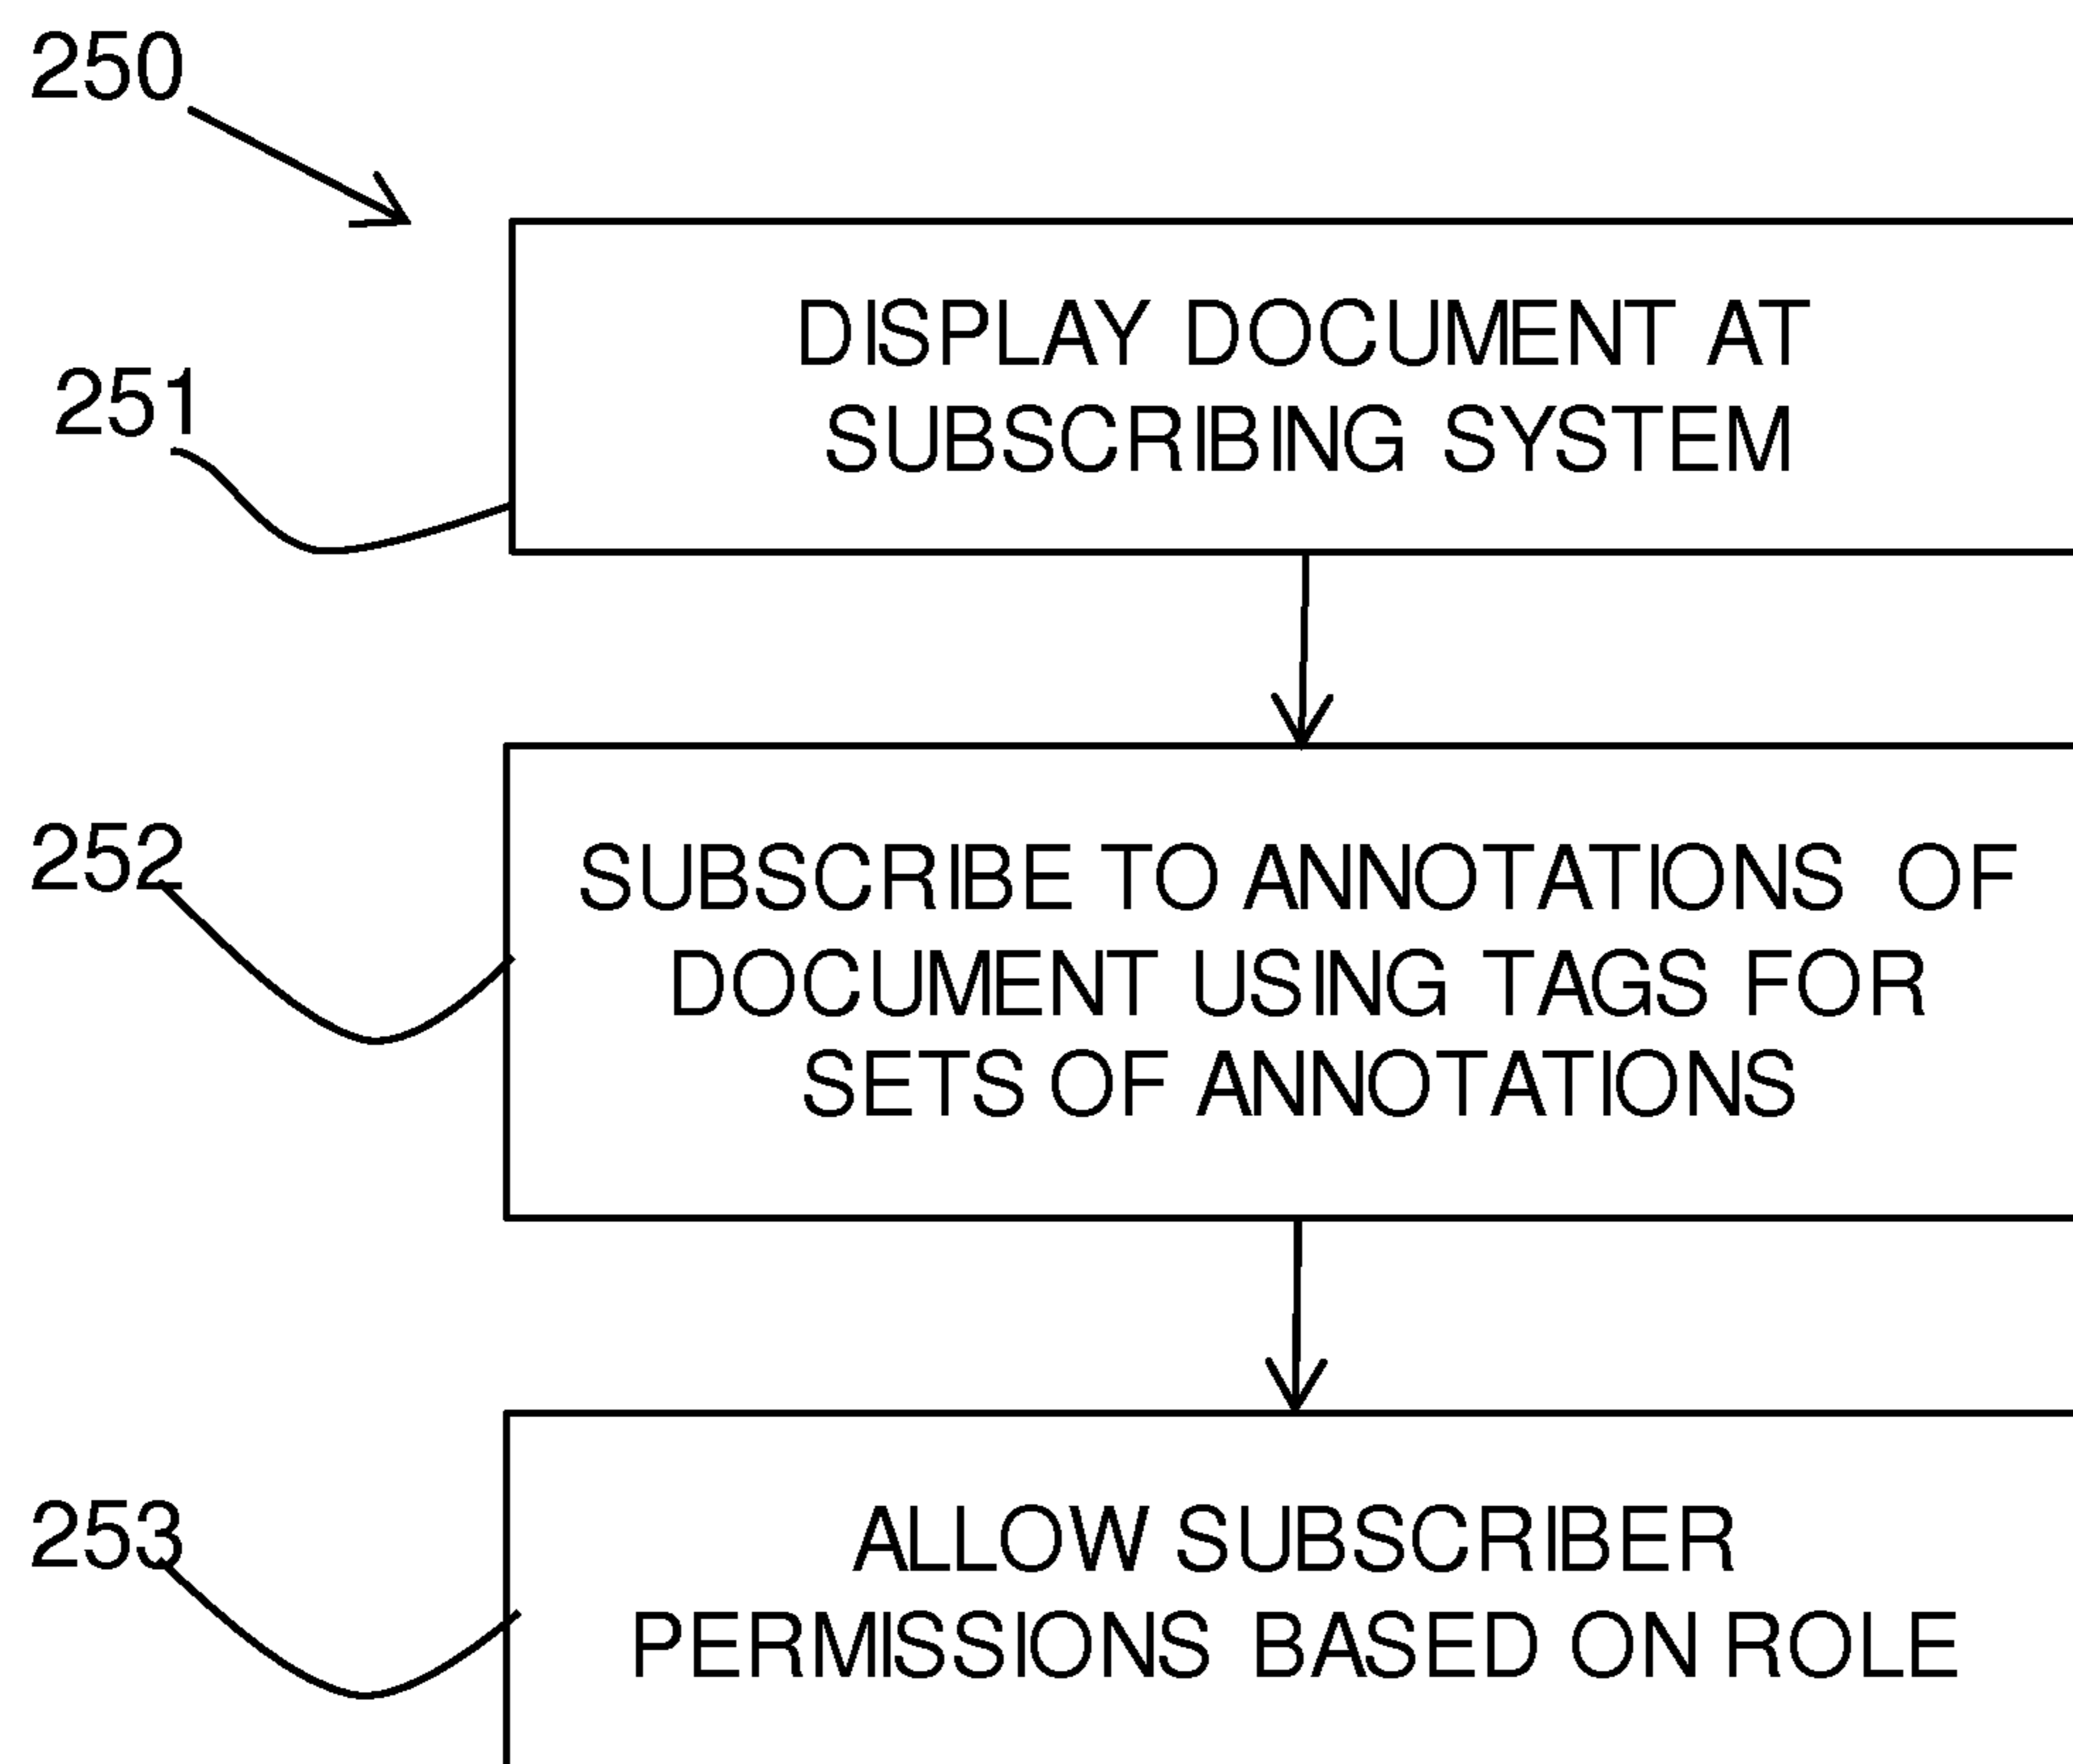 250
DISPLAY DOCUMENT AT
SUBSCRIBING SYSTEM
251
252
SUBSCRIBE TO ANNOTATIONS OF
DOCUMENT USING TAGS FOR
SETS OF ANNOTATIONS
253
ALLOW SUBSCRIBER
PERMISSIONS BASED ON ROLE